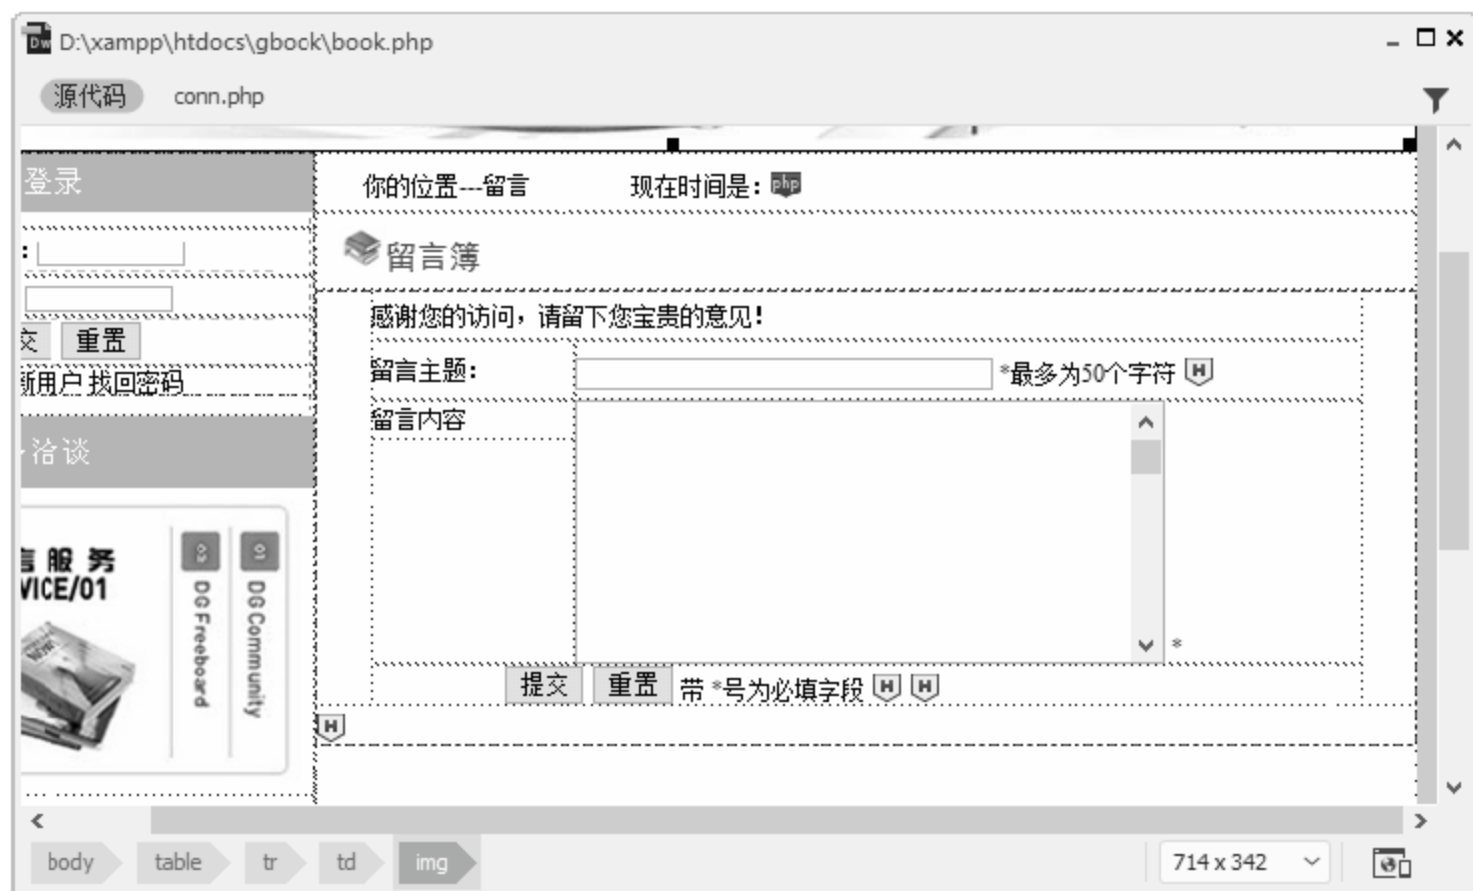 Dw D:\xampp\htdocs\gbock\book.php
源代码 conn.php
登录
你的位置---留言 现在时间是: php
留言簿
感谢您的访问，请留下您宝贵的意见!
重置
留言主题: *最多为50个字符 H
用户 找回密码
留言内容
洽谈
服务
VICE/01
DG Freeboard
DG Community
*
提交 重置 带 *号为必填字段 H H
H
body table tr td img
714 x 342